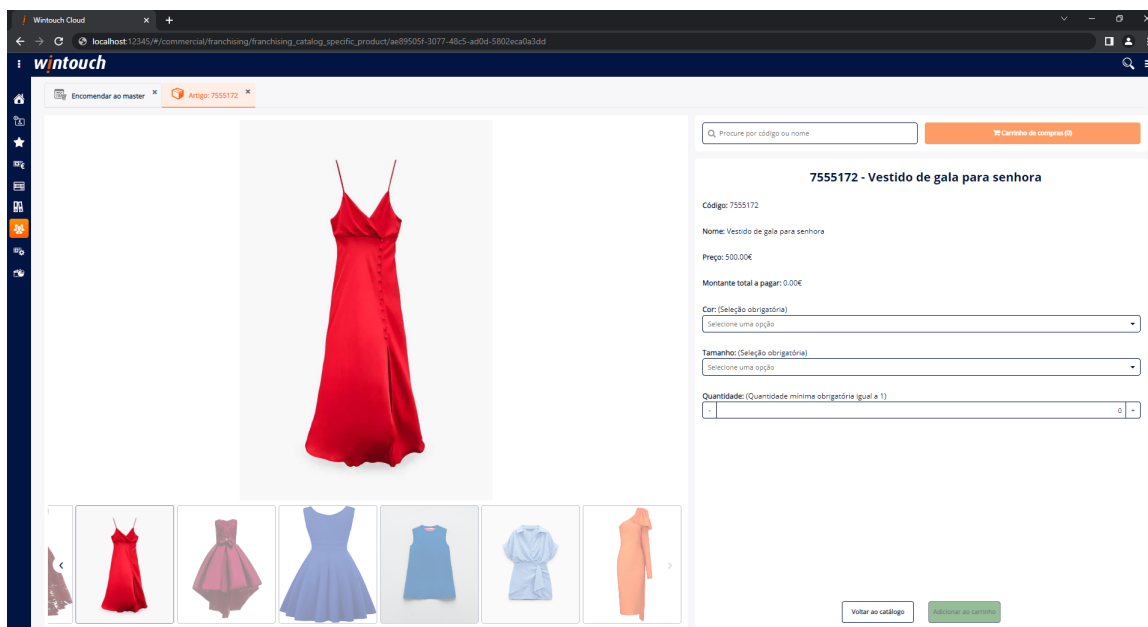 Wintouch Cloud
localhost:12345/#/commercial/franchising/franchising_catalog_specific_product/ae89505f-3077-48c5-ad0d-5802eca0a3dd
wintouch
Encomendar ao master
Artigo: 7555172
Procure por código ou nome
Carrinho de compras (0)
7555172 - Vestido de gala para senhora
Código: 7555172
Nome: Vestido de gala para senhora
Preço: 500.00€
Montante total a pagar: 0.00€
Cor: (Seleção obrigatória)
Selecione uma opção
Tamanho: (Seleção obrigatória)
Selecione uma opção
Quantidade: (Quantidade mínima obrigatória igual a 1)
- 0 +
Voltar ao catálogo
Adicionar ao carrinho